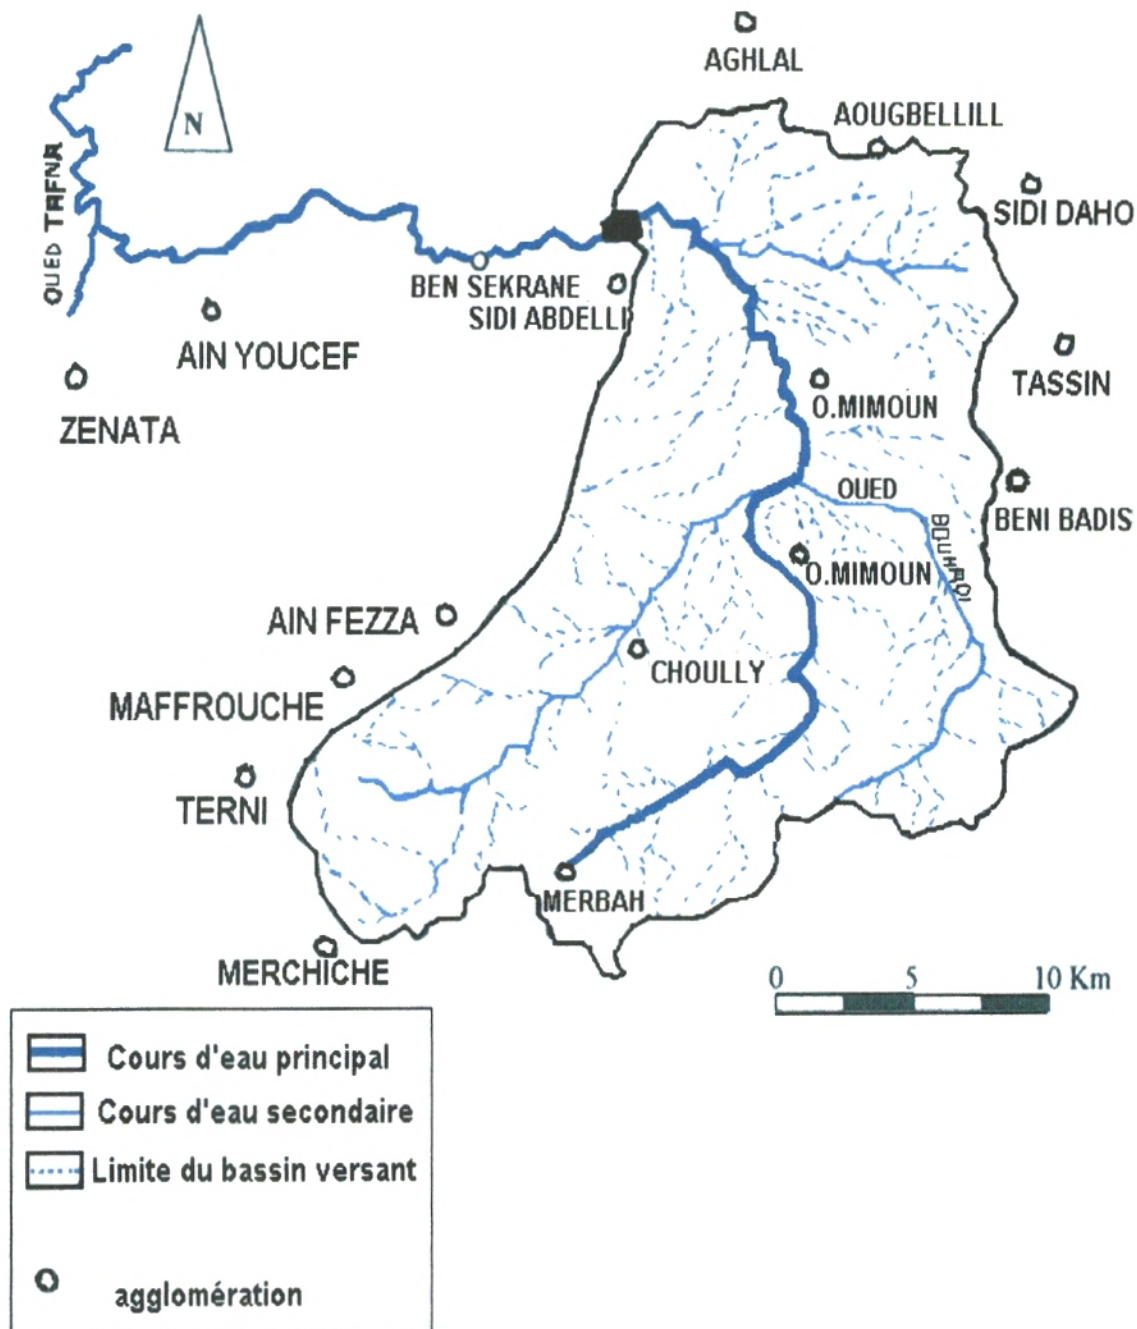 AGHLAL
AOUGBELLILL
N
SIDI DAHO
OUED TAFNA
BEN SEKRANE
SIDI ABDELLI
AIN YOUCEF
TASSIN
ZENATA
O.MIMOUN
OUED
BENI BADIS
BOUHADI
O.MIMOUN
AIN FEZZA
CHOULLY
MAFFROUCHE
TERNI
MERBAH
MERCHICHE
0 5 10 Km
Cours d'eau principal
Cours d'eau secondaire
Limite du bassin versant
agglomération